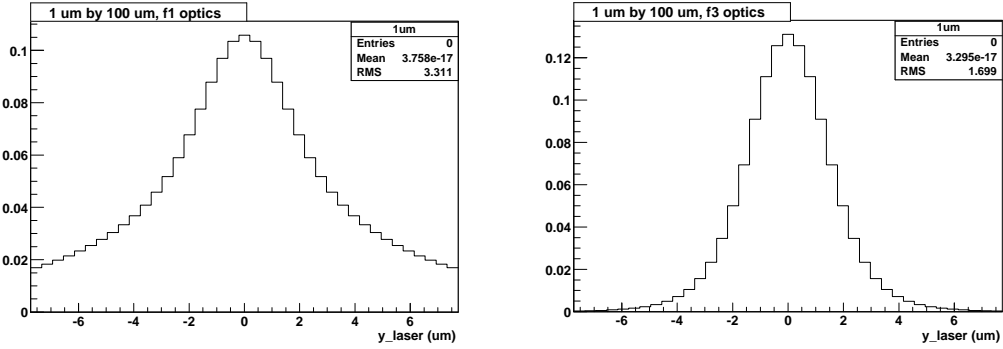 1 um by 100 um, f1 optics
1um
Entries 0
Mean 3.758e-17
RMS 3.311
0.1
0.08
0.06
0.04
0.02
0
-6 -4 -2 0 2 4 6
y_laser (um)
1 um by 100 um, f3 optics
1um
Entries 0
Mean 3.295e-17
RMS 1.699
0.12
0.1
0.08
0.06
0.04
0.02
0
-6 -4 -2 0 2 4 6
y_laser (um)